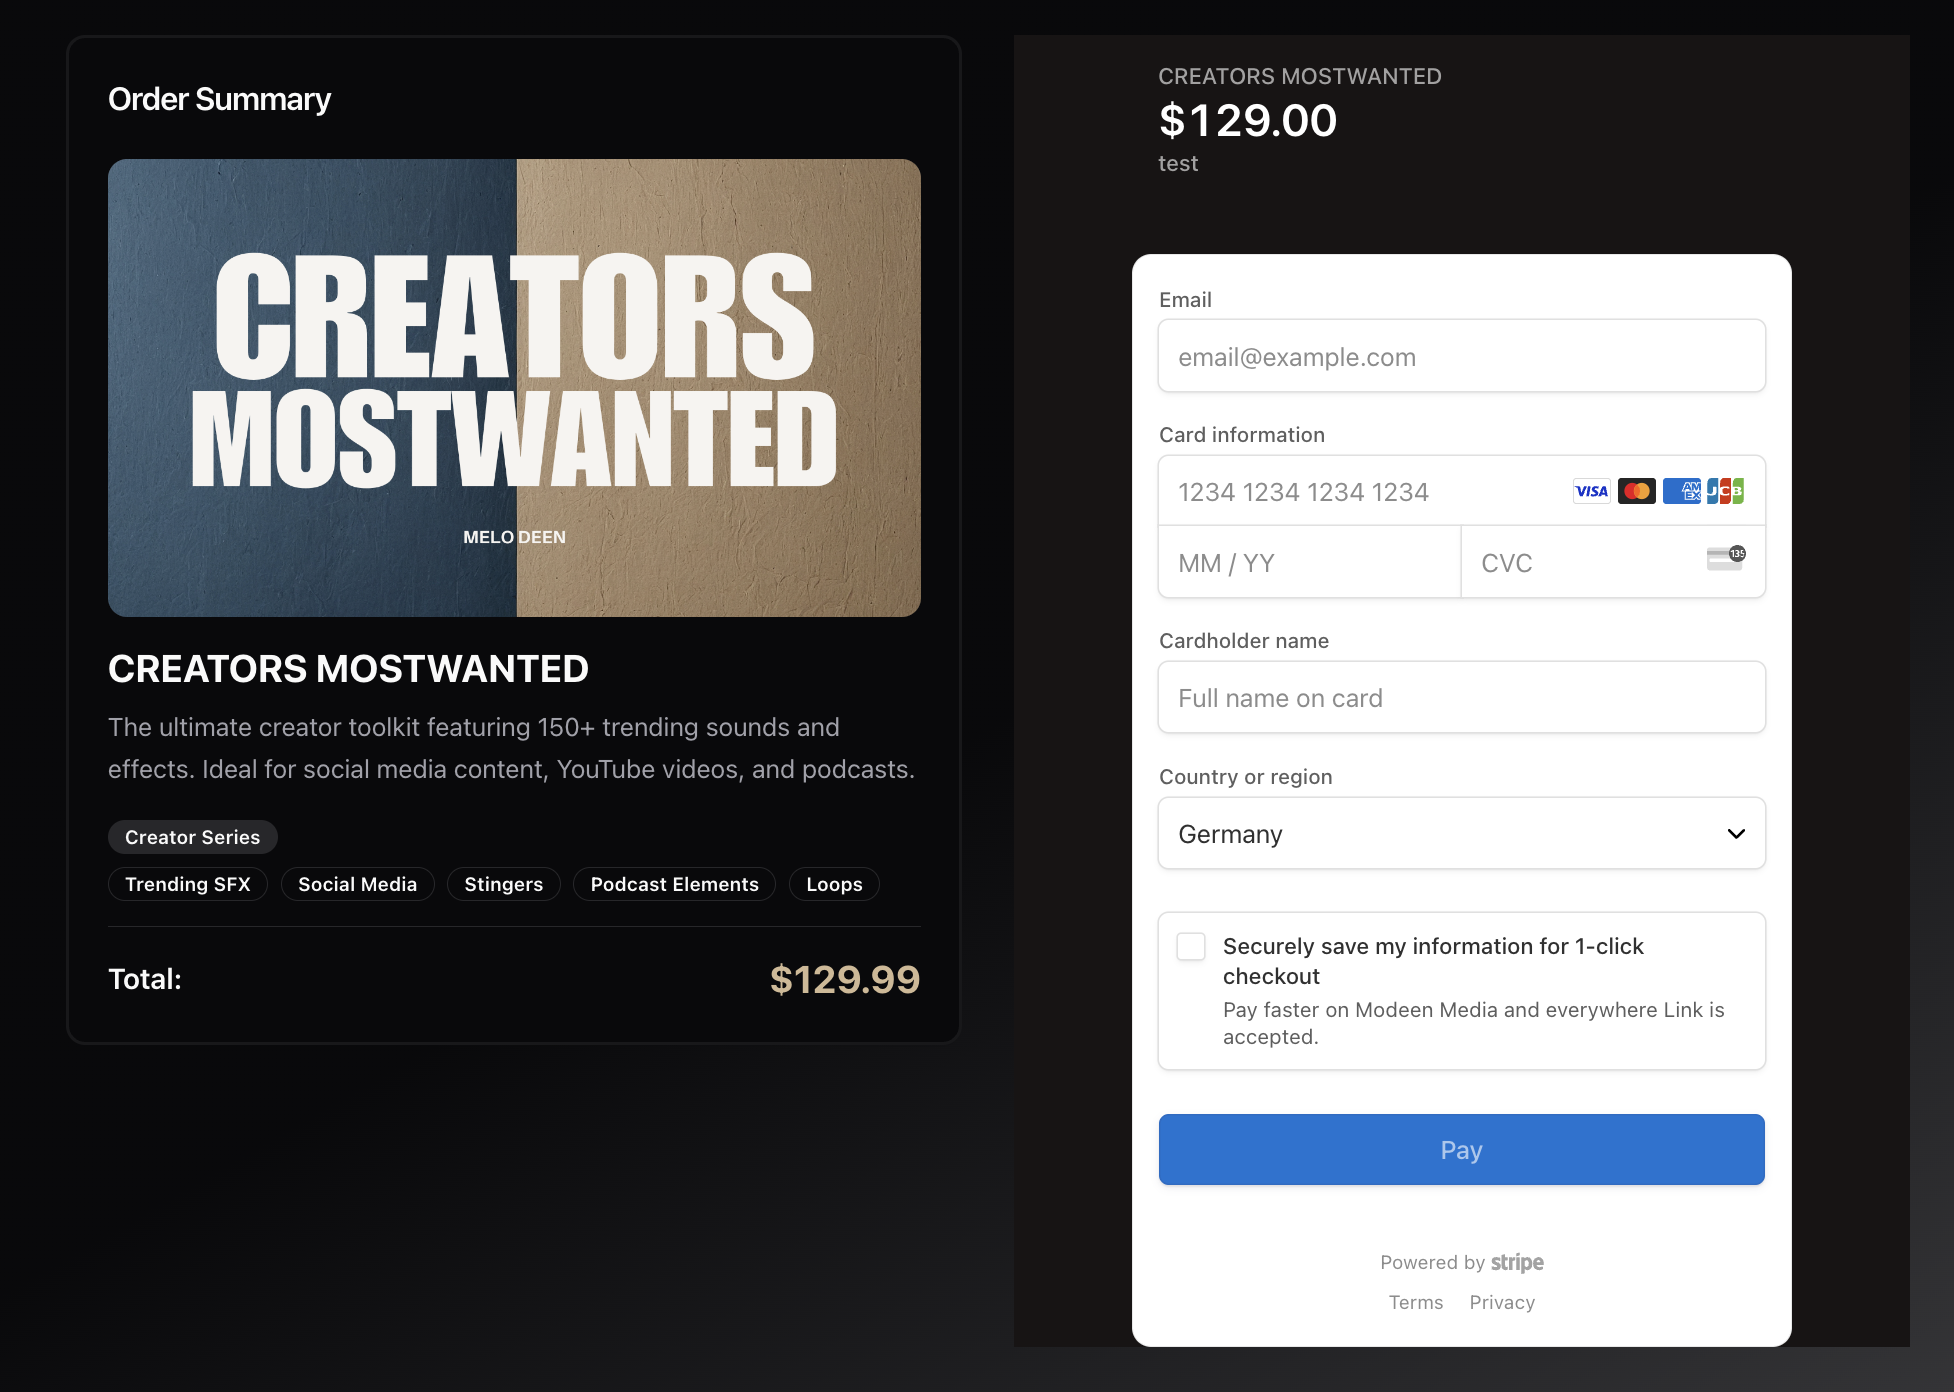 Order Summary
CREATORS
MOSTWANTED
MELO DEEN
CREATORS MOSTWANTED
The ultimate creator toolkit featuring 150+ trending sounds and
effects. Ideal for social media content, YouTube videos, and podcasts.
Creator Series
Trending SFX Social Media Stingers Podcast Elements Loops
Total: $129.99
CREATORS MOSTWANTED
$129.00
test
Email
email@example.com
Card information
1234 1234 1234 1234 VISA AM EX JCB
MM / YY CVC 135
Cardholder name
Full name on card
Country or region
Germany
Securely save my information for 1-click
checkout
Pay faster on Modeen Media and everywhere Link is
accepted.
Pay
Powered by stripe
Terms Privacy